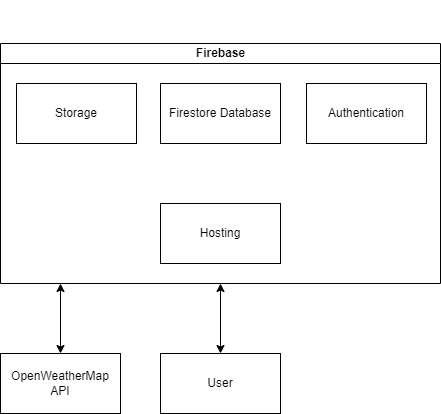 Firebase
Storage
Firestore Database
Authentication
Hosting
OpenWeatherMap
API
User